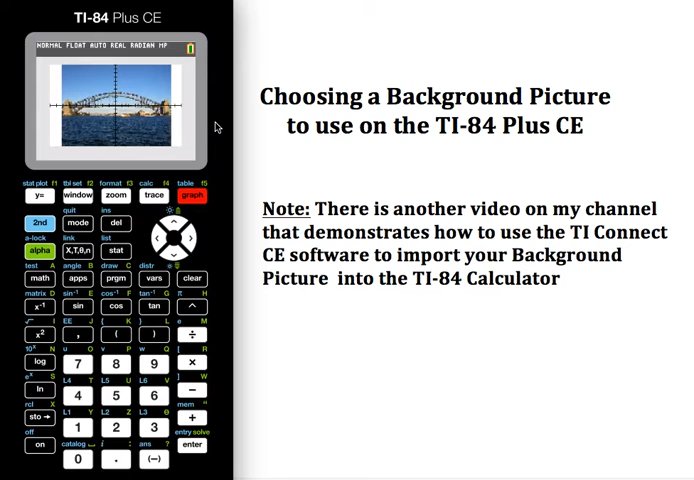 TI-84 Plus CE
NORMAL FLOAT AUTO REAL RADIAN MP
Choosing a Background Picture
to use on the TI-84 Plus CE
Note: There is another video on my channel
that demonstrates how to use the TI Connect
CE software to import your Background
Picture into the TI-84 Calculator
stat plot f1 tbl set f2 format f3 calc f4 table f5
y= window zoom trace graph
quit ins
2nd mode del
a-lock link list
alpha X,T,θ,n stat
test A angle B draw C distr
math apps prgm vars clear
matrix D sin⁻¹ E cos⁻¹ F tan⁻¹ G π H
x⁻¹ sin cos tan ^
√ I EE J { K } L e M
x² , ( ) ÷
10ˣ N u O v P w Q [ R
log 7 8 9 ×
eˣ S L4 T L5 U L6 V ] W
ln 4 5 6 −
rcl X L1 Y L2 Z L3 θ mem "
sto→ 1 2 3 +
off catalog i : ans ? entry solve
on 0 . (−) enter